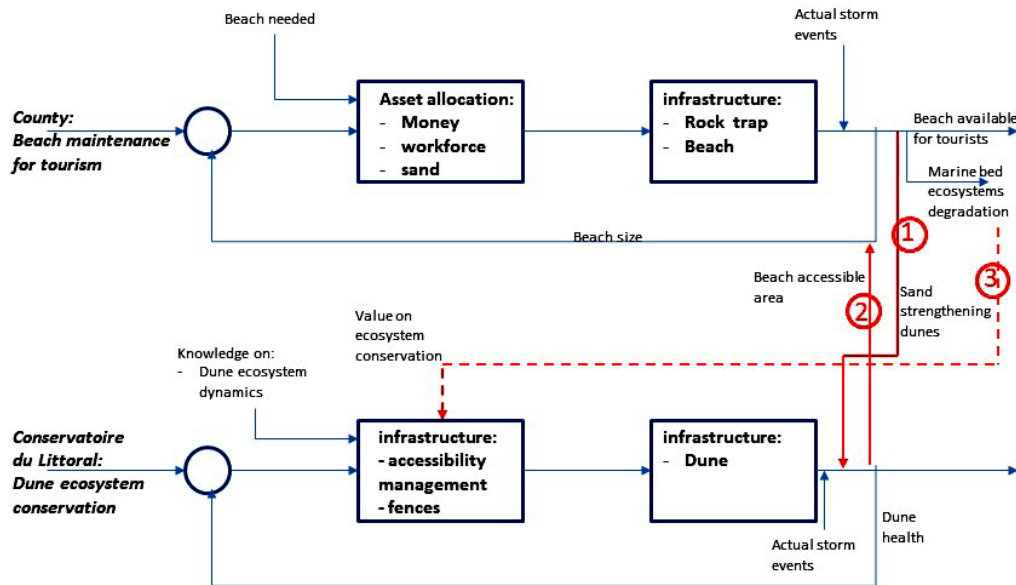 Beach needed
Actual storm
events
County:
Beach maintenance
for tourism
Asset allocation:
- Money
- workforce
- sand
infrastructure:
- Rock trap
- Beach
Beach available
for tourists
Marine bed
ecosystems
degradation
Beach size
1
Beach accessible
area
2
Sand
strengthening
dunes
3
Value on
ecosystem
conservation
Knowledge on:
- Dune ecosystem
dynamics
Conservatoire
du Littoral:
Dune ecosystem
conservation
infrastructure:
- accessibility
management
- fences
infrastructure:
- Dune
Actual storm
events
Dune
health